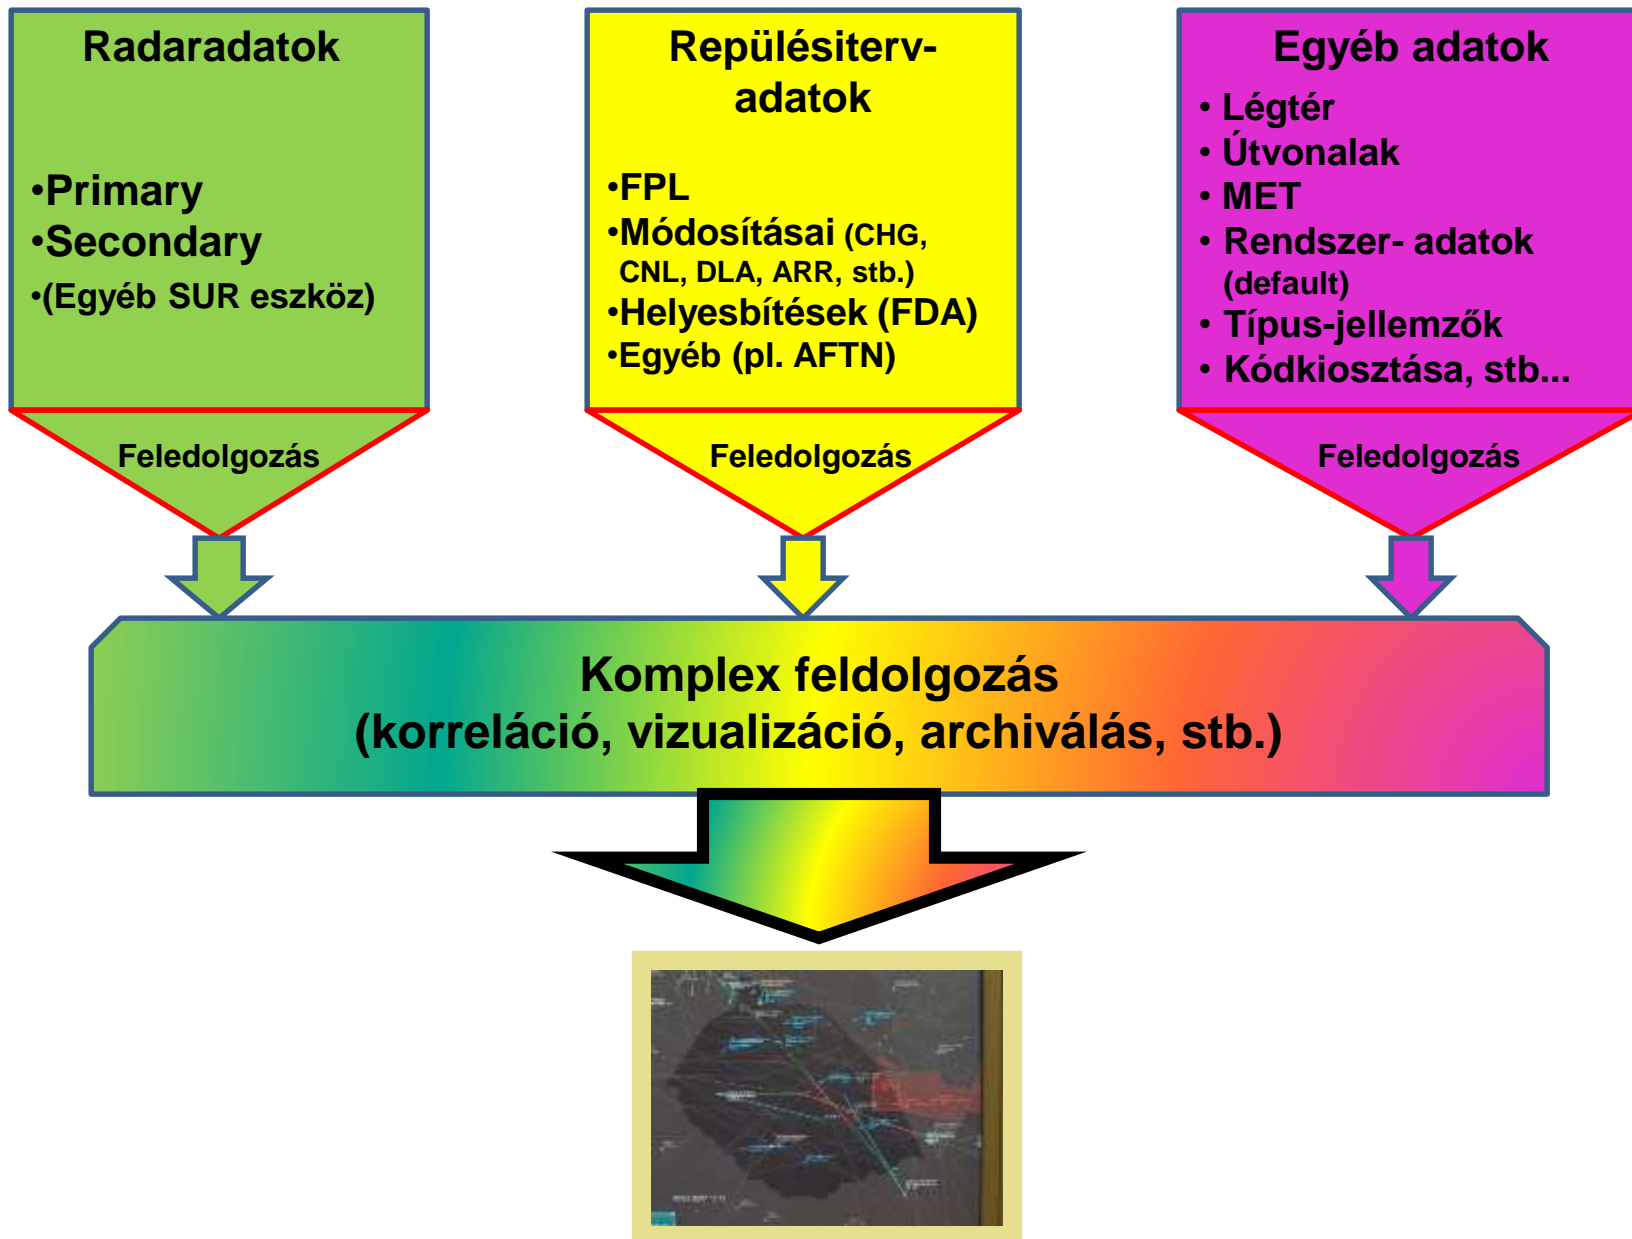 Radaradatok
•Primary
•Secondary
•(Egyéb SUR eszköz)
Feledolgozás
Repülésiterv-
adatok
•FPL
•Módosításai (CHG,
CNL, DLA, ARR, stb.)
•Helyesbítések (FDA)
•Egyéb (pl. AFTN)
Feledolgozás
Egyéb adatok
• Légtér
• Útvonalak
• MET
• Rendszer- adatok
(default)
• Típus-jellemzők
• Kódkiosztása, stb...
Feledolgozás
Komplex feldolgozás
(korreláció, vizualizáció, archiválás, stb.)